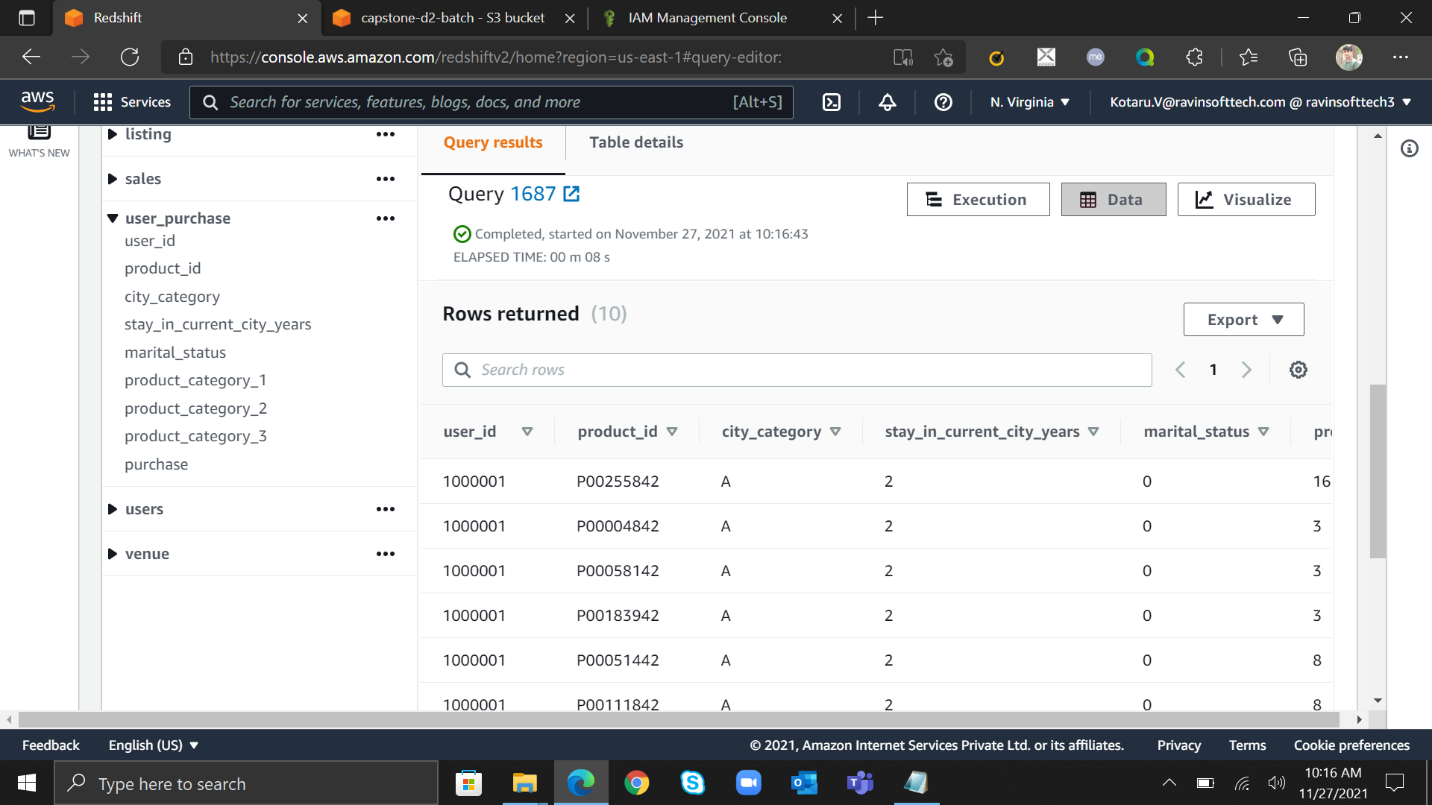 Redshift
capstone-d2-batch - S3 bucket
IAM Management Console
https://console.aws.amazon.com/redshiftv2/home?region=us-east-1#query-editor:
aws
Services
Search for services, features, blogs, docs, and more
[Alt+S]
N. Virginia
Kotaru.V@ravinsofttech.com @ ravinsofttech3
WHAT'S NEW
listing
sales
user_purchase
user_id
product_id
city_category
stay_in_current_city_years
marital_status
product_category_1
product_category_2
product_category_3
purchase
users
venue
Query results
Table details
Query 1687
Execution
Data
Visualize
Completed, started on November 27, 2021 at 10:16:43
ELAPSED TIME: 00 m 08 s
Rows returned (10)
Export
Search rows
1
user_id product_id city_category stay_in_current_city_years marital_status pr
1000001 P00255842 A 2 0 16
1000001 P00004842 A 2 0 3
1000001 P00058142 A 2 0 3
1000001 P00183942 A 2 0 3
1000001 P00051442 A 2 0 8
1000001 P00111842 A 2 0 8
Feedback
English (US)
© 2021, Amazon Internet Services Private Ltd. or its affiliates.
Privacy
Terms
Cookie preferences
Type here to search
10:16 AM
11/27/2021